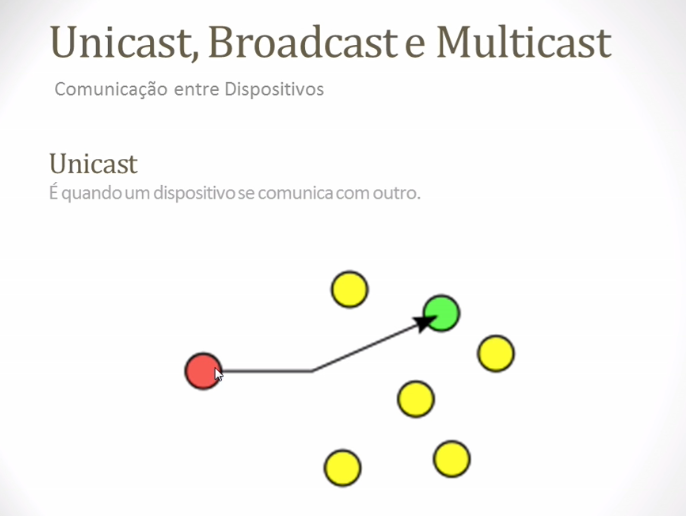 Unicast, Broadcast e Multicast
Comunicação entre Dispositivos
Unicast
É quando um dispositivo se comunica com outro.